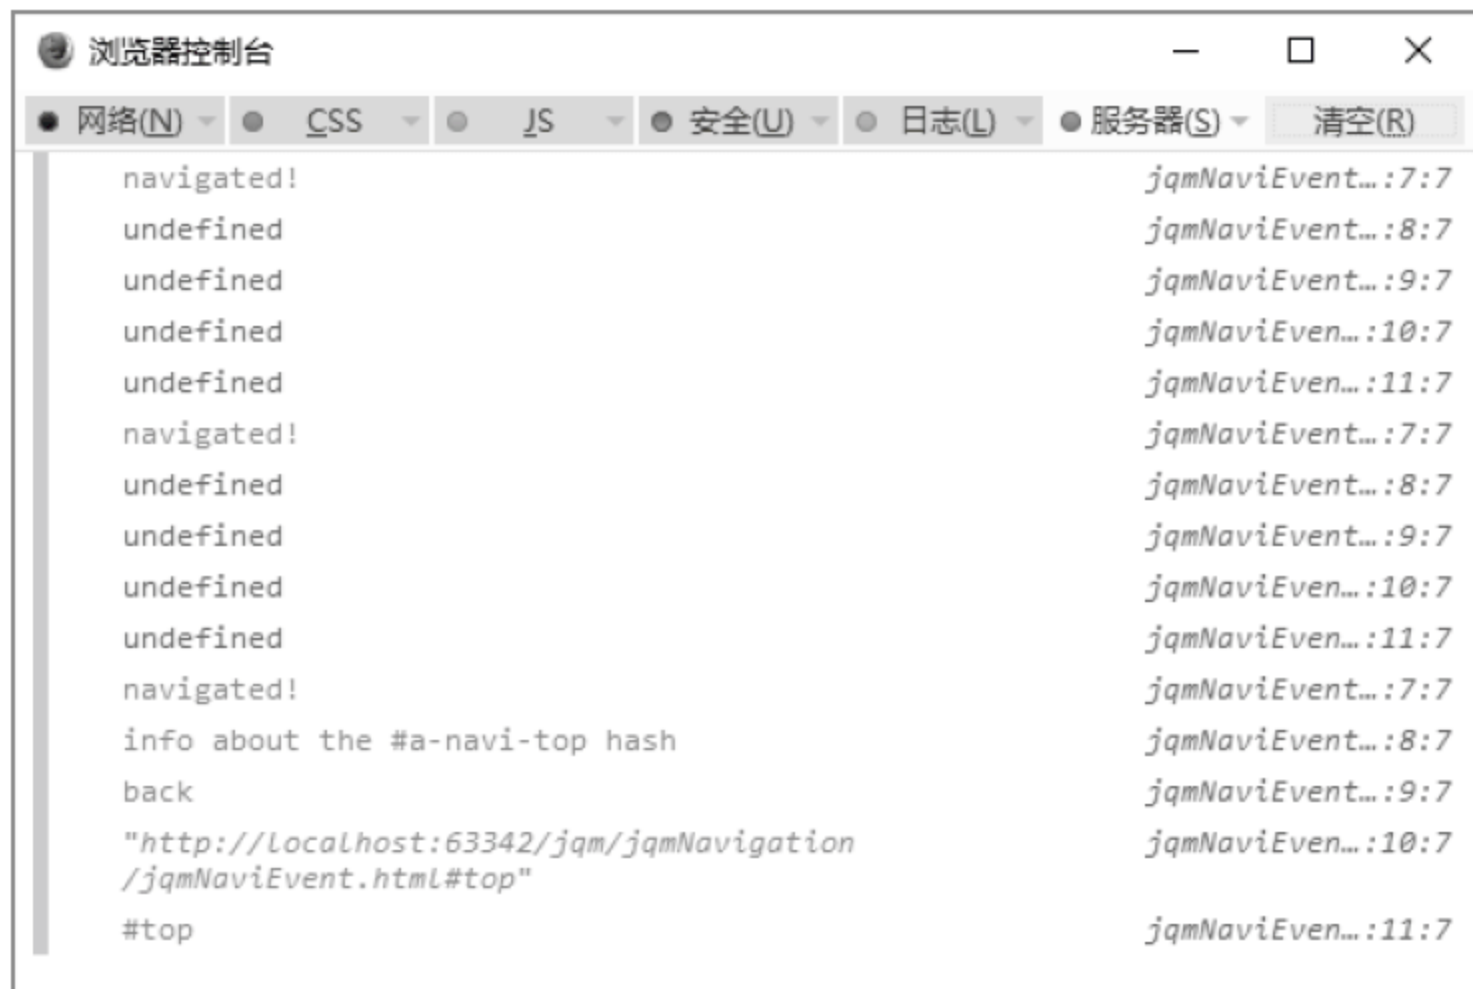 浏览器控制台
网络(N) CSS JS 安全(U) 日志(L) 服务器(S) 清空(R)
navigated! jqmNaviEvent…:7:7
undefined jqmNaviEvent…:8:7
undefined jqmNaviEvent…:9:7
undefined jqmNaviEven…:10:7
undefined jqmNaviEven…:11:7
navigated! jqmNaviEvent…:7:7
undefined jqmNaviEvent…:8:7
undefined jqmNaviEvent…:9:7
undefined jqmNaviEven…:10:7
undefined jqmNaviEven…:11:7
navigated! jqmNaviEvent…:7:7
info about the #a-navi-top hash jqmNaviEvent…:8:7
back jqmNaviEvent…:9:7
"http://localhost:63342/jqm/jqmNavigation jqmNaviEven…:10:7
/jqmNaviEvent.html#top"
#top jqmNaviEven…:11:7